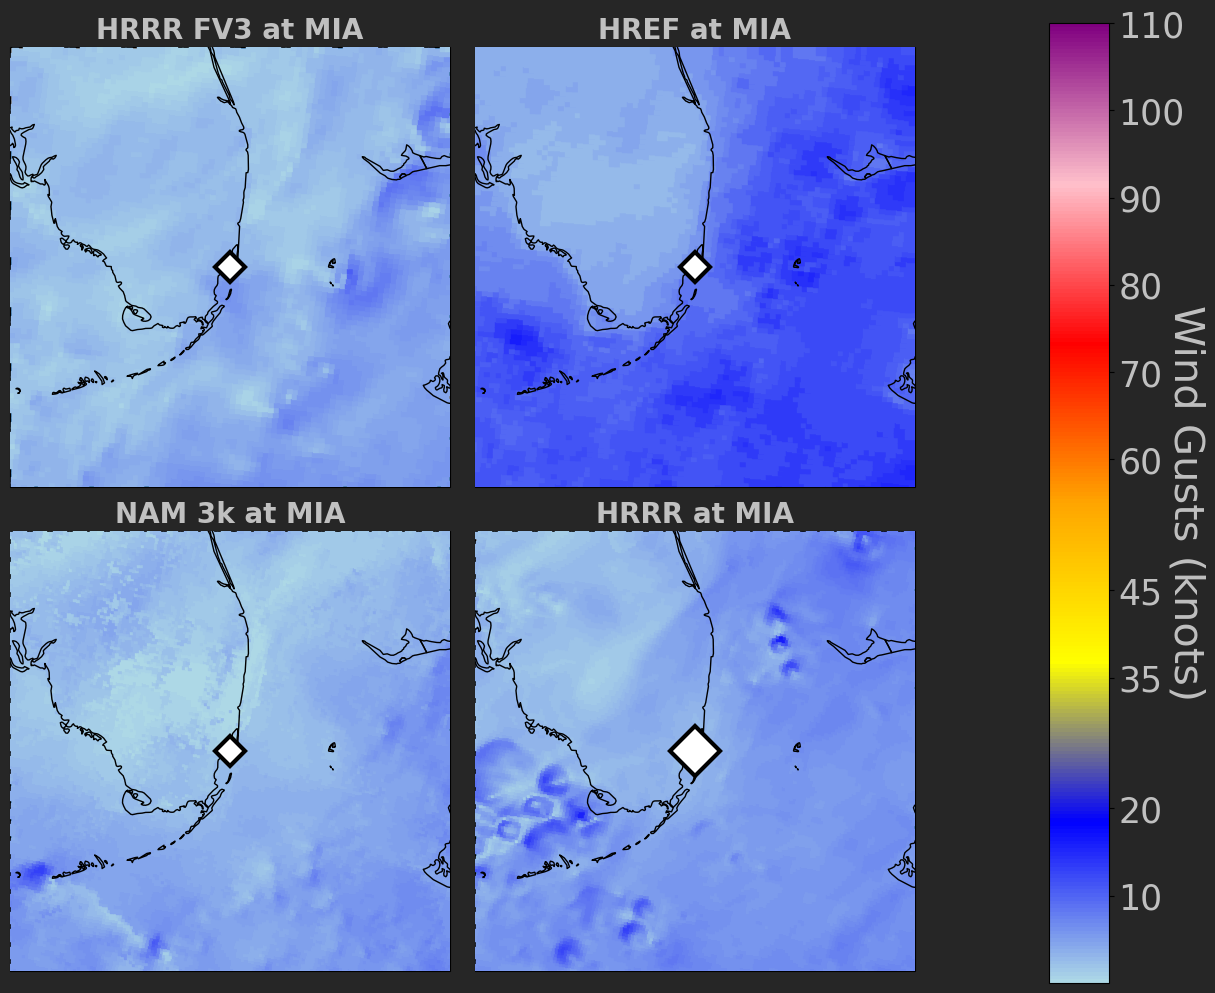 HRRR FV3 at MIA
HREF at MIA
NAM 3k at MIA
HRRR at MIA
110
100
90
80
70
60
45
35
20
10
Wind Gusts (knots)